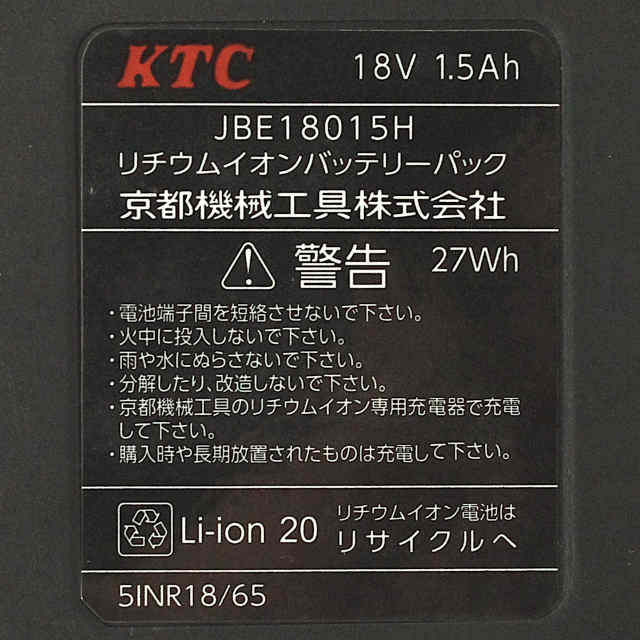 KTC 18V 1.5Ah
JBE18015H
リチウムイオンバッテリーパック
京都機械工具株式会社
警告 27Wh
・電池端子間を短絡させないで下さい。
・火中に投入しないで下さい。
・雨や水にぬらさないで下さい。
・分解したり、改造しないで下さい。
・京都機械工具のリチウムイオン専用充電器で充電
して下さい。
・購入時や長期放置されたものは充電して下さい。
Li-ion 20 リチウムイオン電池は
リサイクルへ
5INR18/65